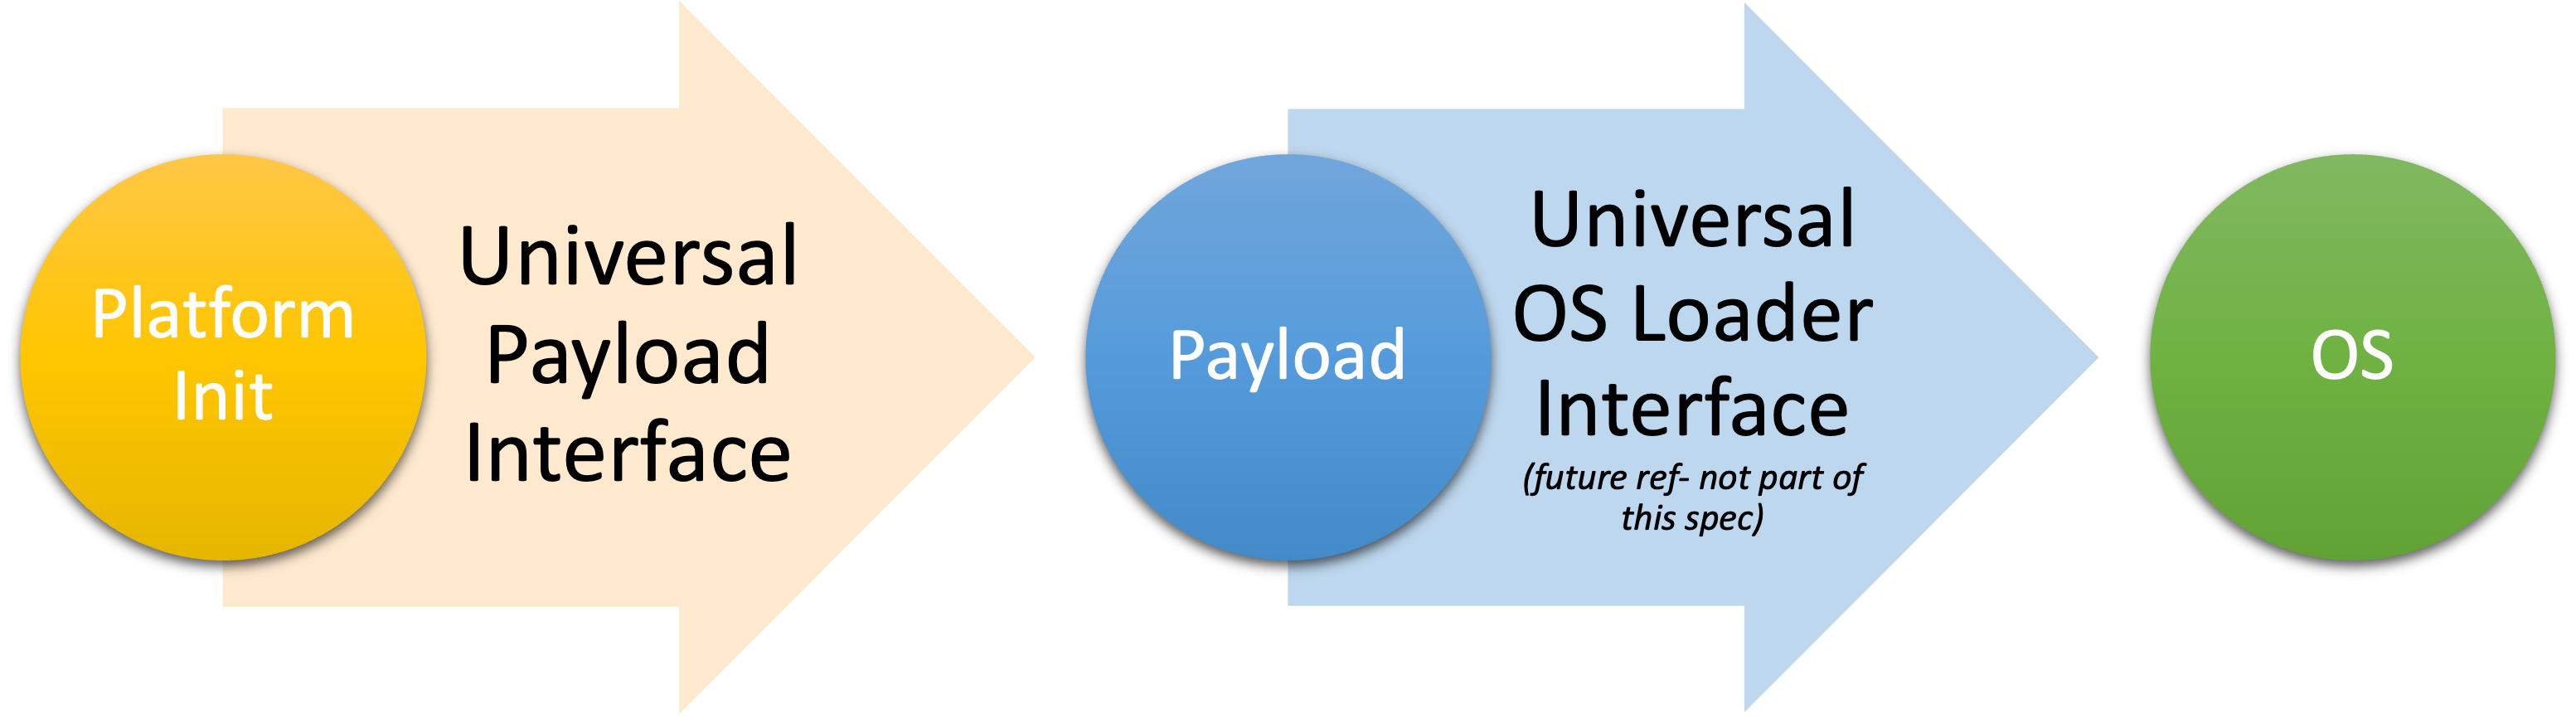 Platform
Init
Universal
Payload
Interface
Payload
Universal
OS Loader
Interface
(future ref- not part of
this spec)
OS